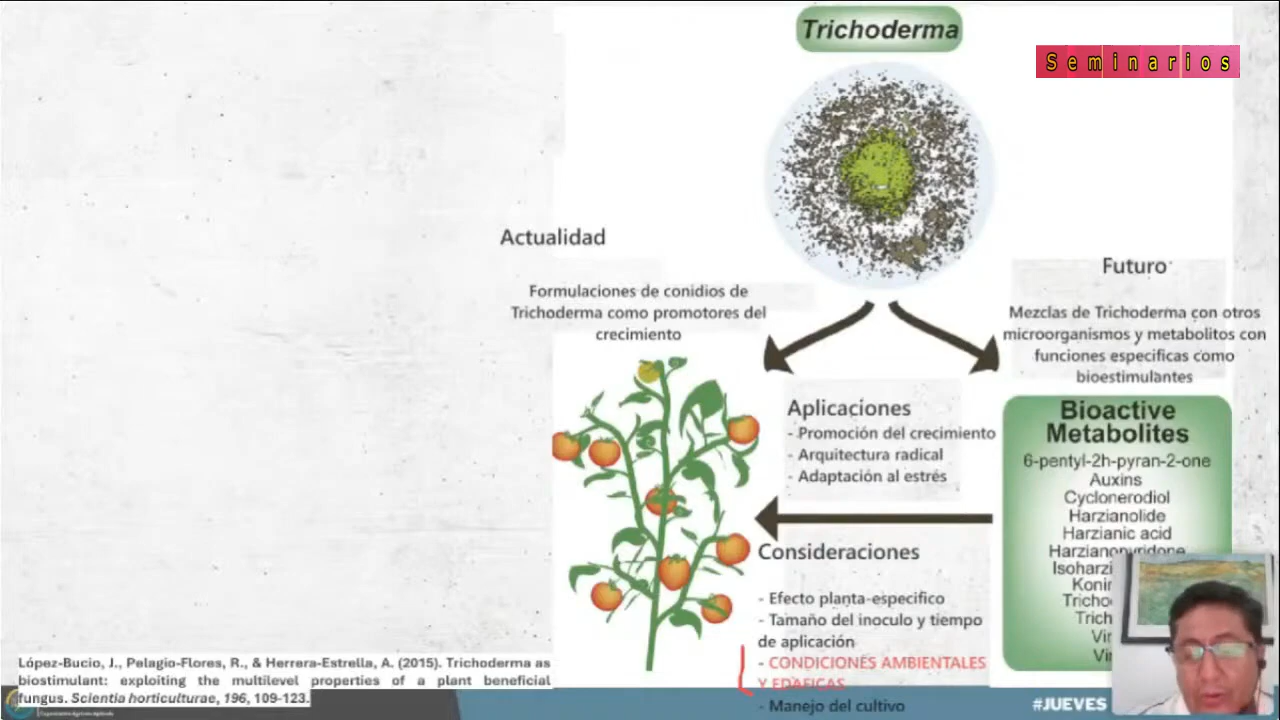 Trichoderma
Seminarios
Actualidad
Formulaciones de conidios de
Trichoderma como promotores del
crecimiento
Futuro
Mezclas de Trichoderma con otros
microorganismos y metabolitos con
funciones especificas como
bioestimulantes
Aplicaciones
- Promoción del crecimiento
- Arquitectura radical
- Adaptación al estrés
Consideraciones
- Efecto planta-especifico
- Tamaño del inoculo y tiempo
de aplicación
- CONDICIONES AMBIENTALES
Y EDAFICAS
- Manejo del cultivo
Bioactive
Metabolites
6-pentyl-2h-pyran-2-one
Auxins
Cyclonerodiol
Harzianolide
Harzianic acid
Harzianopyridone
López-Bucio, J., Pelagio-Flores, R., & Herrera-Estrella, A. (2015). Trichoderma as
biostimulant: exploiting the multilevel properties of a plant beneficial
fungus. Scientia horticulturae, 196, 109-123.
#JUEVES